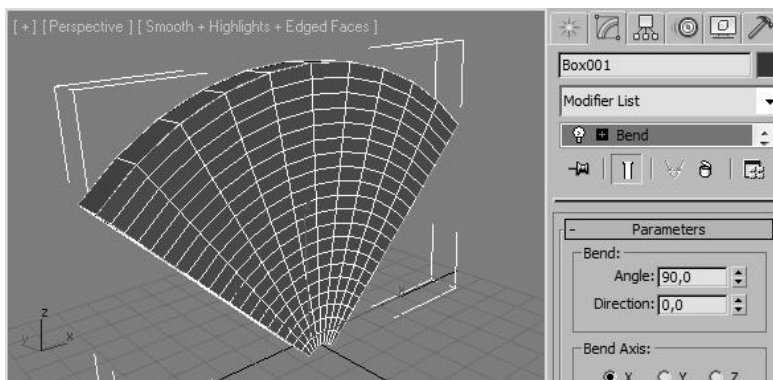 [ + ] [ Perspective ] [ Smooth + Highlights + Edged Faces ]
z
y
x
Box001
Modifier List
Bend
- Parameters
Bend:
Angle: 90,0
Direction: 0,0
Bend Axis:
X Y Z